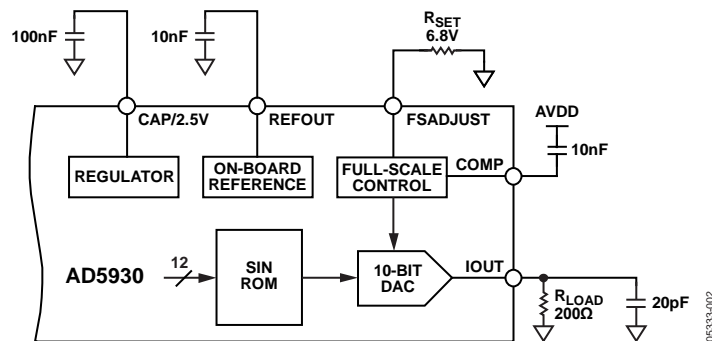 100nF
10nF
RSET
6.8V
CAP/2.5V
REFOUT
FSADJUST
AVDD
10nF
COMP
REGULATOR
ON-BOARD
REFERENCE
FULL-SCALE
CONTROL
AD5930
12
SIN
ROM
10-BIT
DAC
IOUT
RLOAD
200Ω
20pF
05333-002